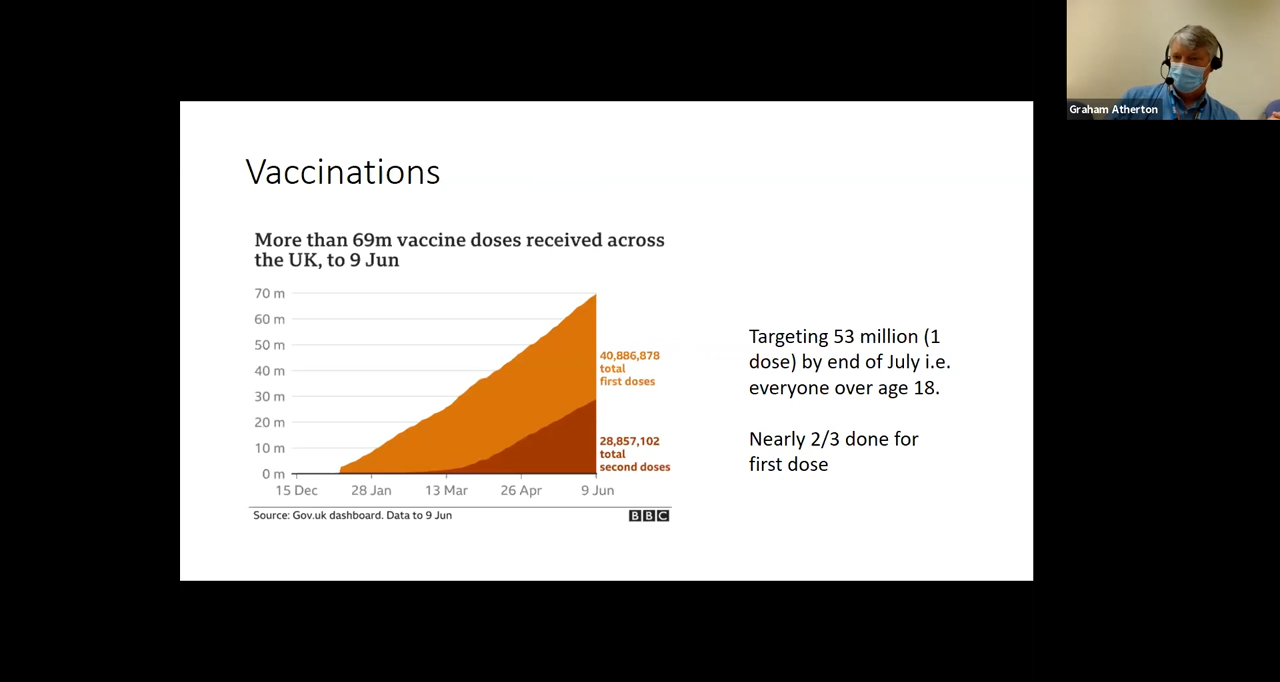 Graham Atherton
Vaccinations
More than 69m vaccine doses received across
the UK, to 9 Jun
70 m
60 m
50 m
40 m
30 m
20 m
10 m
0 m
40,886,878
total
first doses
28,857,102
total
second doses
15 Dec 28 Jan 13 Mar 26 Apr 9 Jun
Source: Gov.uk dashboard. Data to 9 Jun
BBC
Targeting 53 million (1
dose) by end of July i.e.
everyone over age 18.
Nearly 2/3 done for
first dose